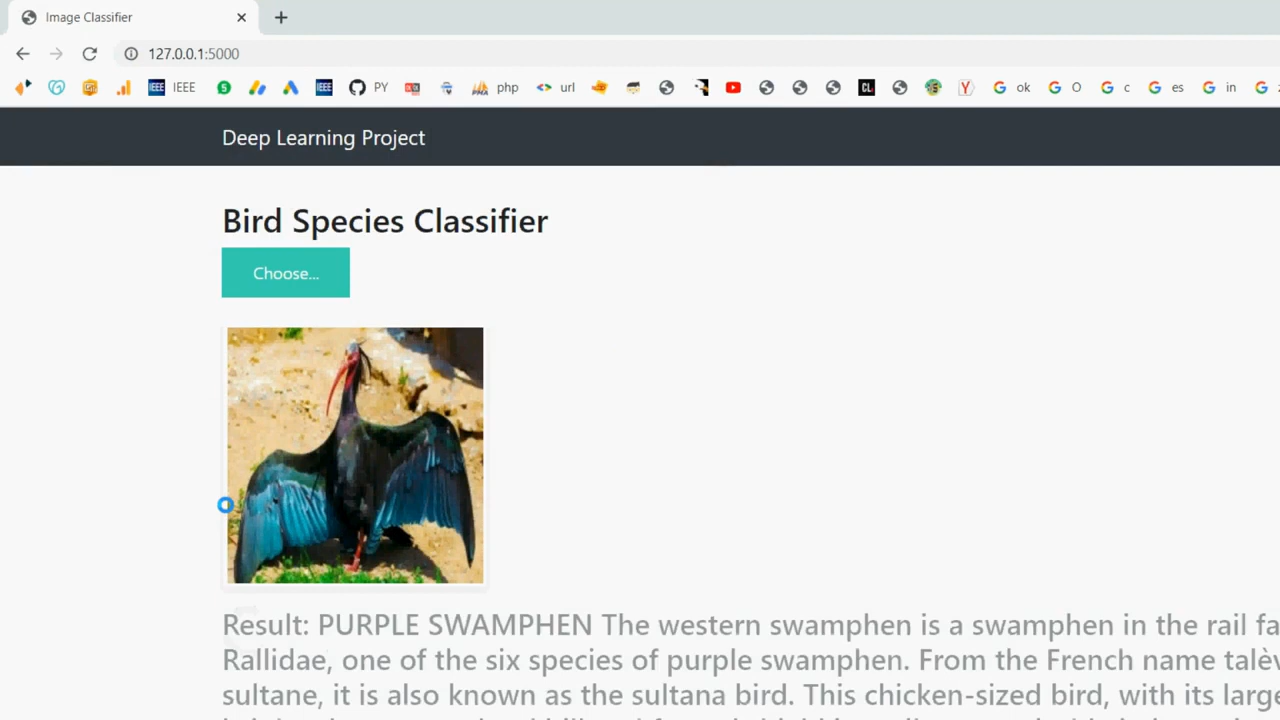 Image Classifier
127.0.0.1:5000
IEEE PY php url ok O c es in
Deep Learning Project
Bird Species Classifier
Choose...
Result: PURPLE SWAMPHEN The western swamphen is a swamphen in the rail fa
Rallidae, one of the six species of purple swamphen. From the French name talèv
sultane, it is also known as the sultana bird. This chicken-sized bird, with its large